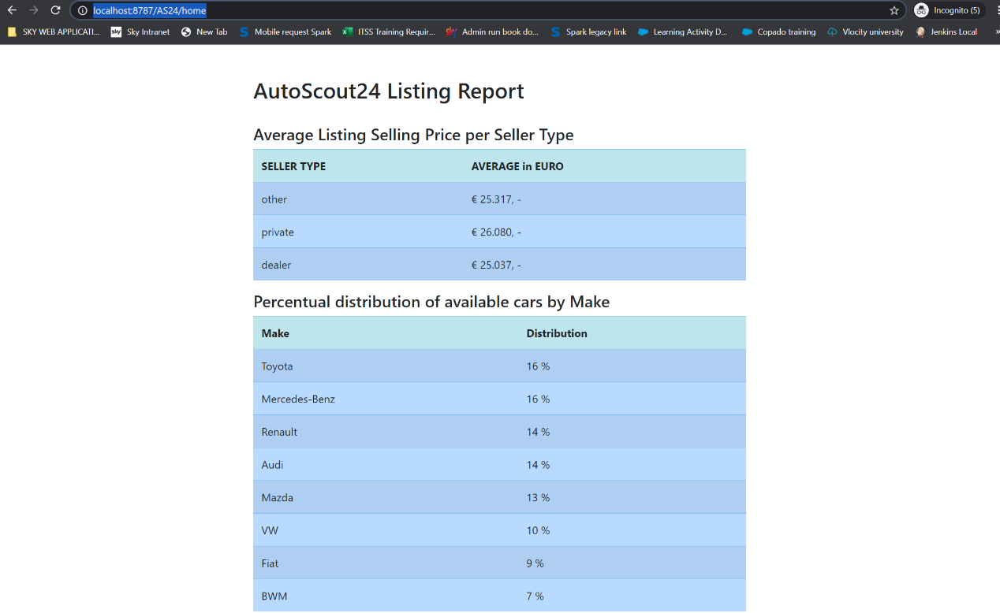 localhost:8787/AS24/home Incognito (5)
SKY WEB APPLICATI... sky Sky Intranet New Tab S Mobile request Spark ITSS Training Requir... sky Admin run book do... S Spark legacy link Learning Activity D... Copado training Vlocity university Jenkins Local »
AutoScout24 Listing Report
Average Listing Selling Price per Seller Type
SELLER TYPE AVERAGE in EURO
other € 25.317, -
private € 26.080, -
dealer € 25.037, -
Percentual distribution of available cars by Make
Make Distribution
Toyota 16 %
Mercedes-Benz 16 %
Renault 14 %
Audi 14 %
Mazda 13 %
VW 10 %
Fiat 9 %
BWM 7 %